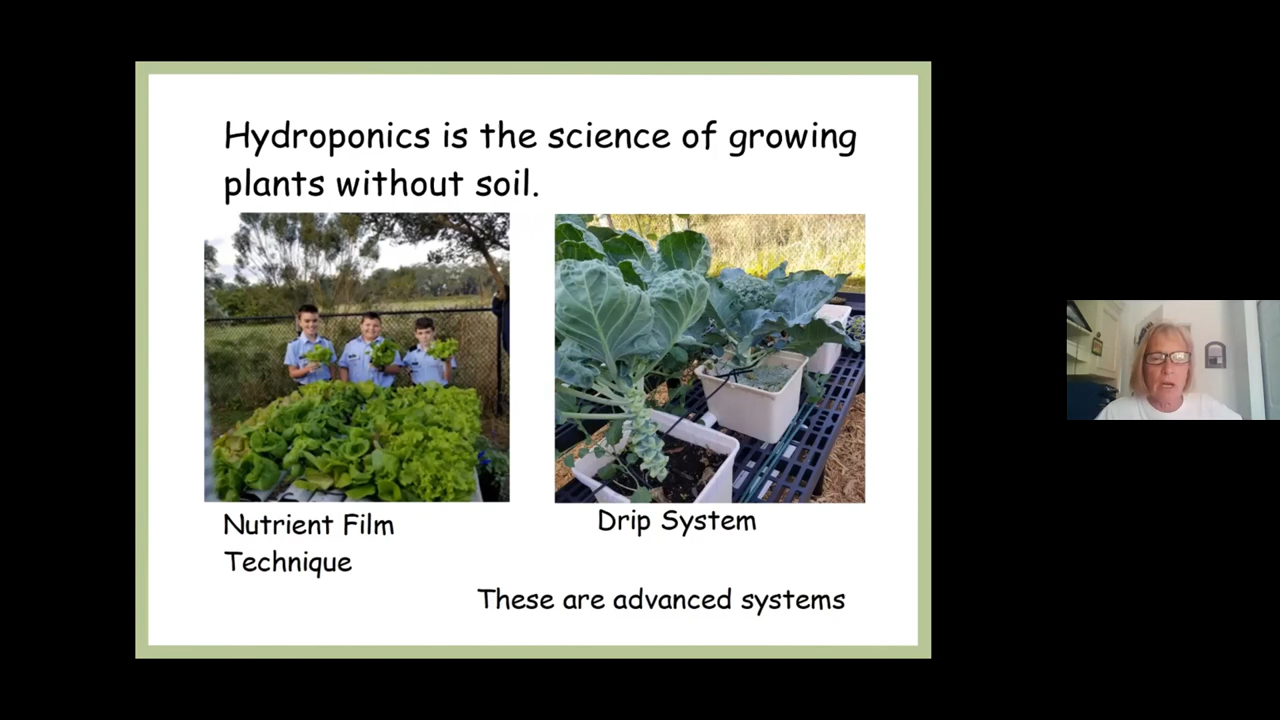 Hydroponics is the science of growing
plants without soil.
Nutrient Film
Technique
Drip System
These are advanced systems